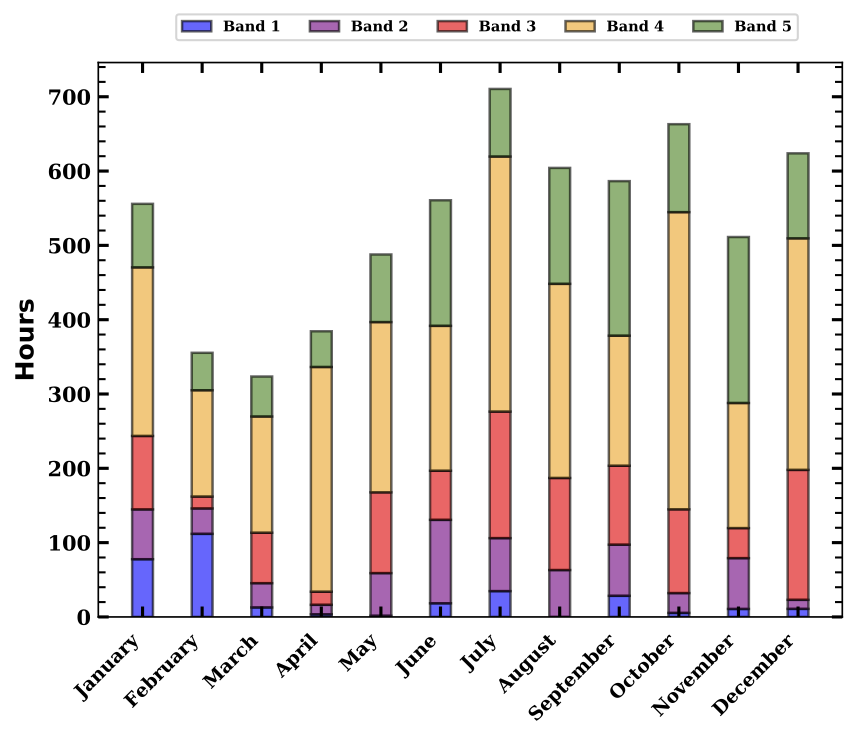 Band 1 Band 2 Band 3 Band 4 Band 5
Hours
700
600
500
400
300
200
100
0
January February March April May June July August September October November December